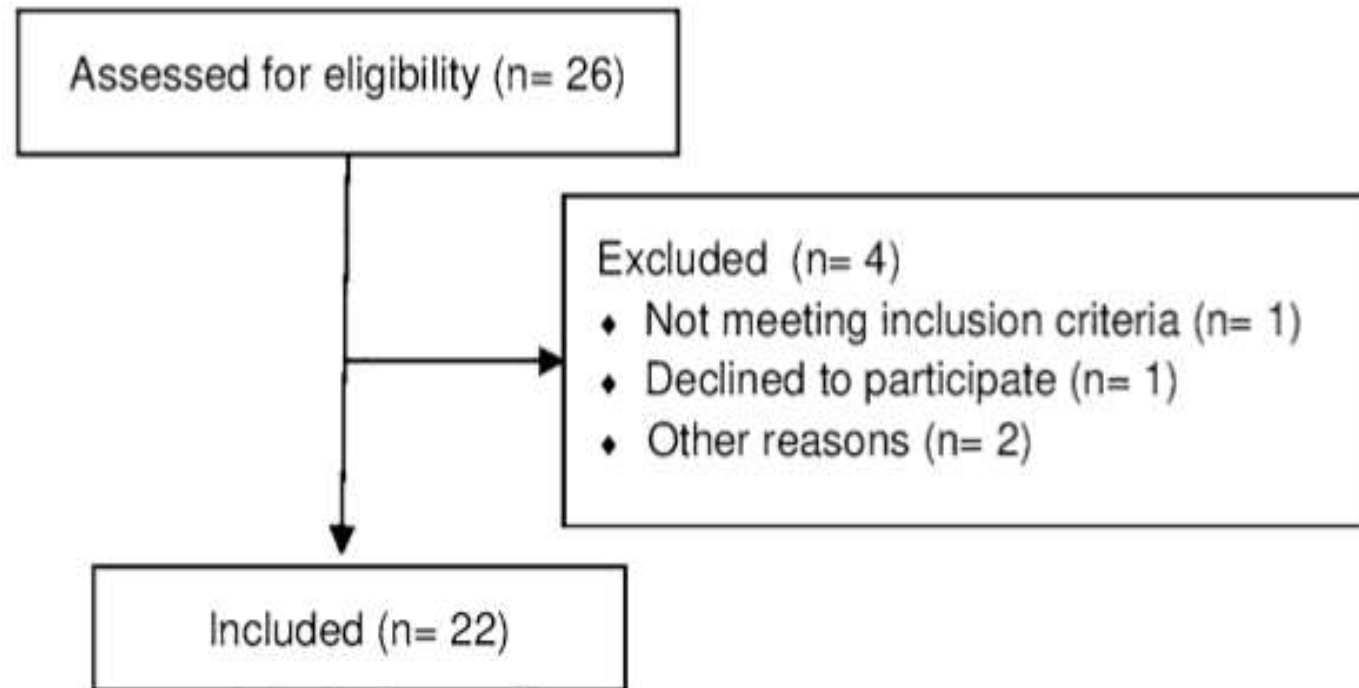 Assessed for eligibility (n= 26)
Excluded (n= 4)
♦ Not meeting inclusion criteria (n= 1)
♦ Declined to participate (n= 1)
♦ Other reasons (n= 2)
Included (n= 22)